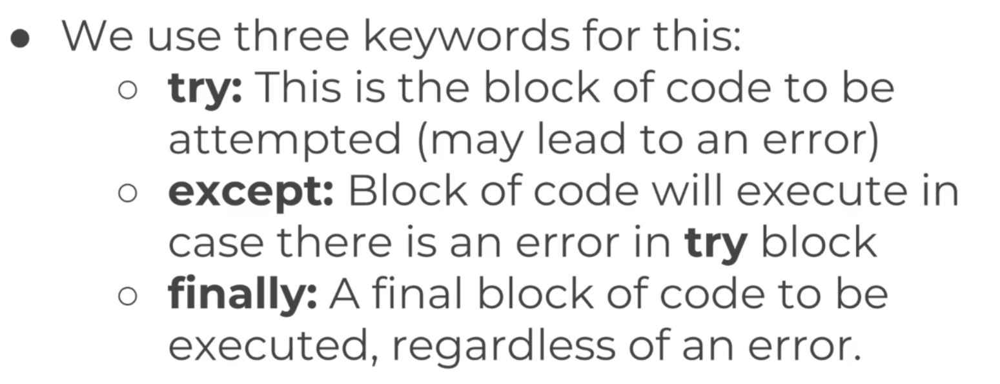 ● We use three keywords for this:
○ try: This is the block of code to be
attempted (may lead to an error)
○ except: Block of code will execute in
case there is an error in try block
○ finally: A final block of code to be
executed, regardless of an error.